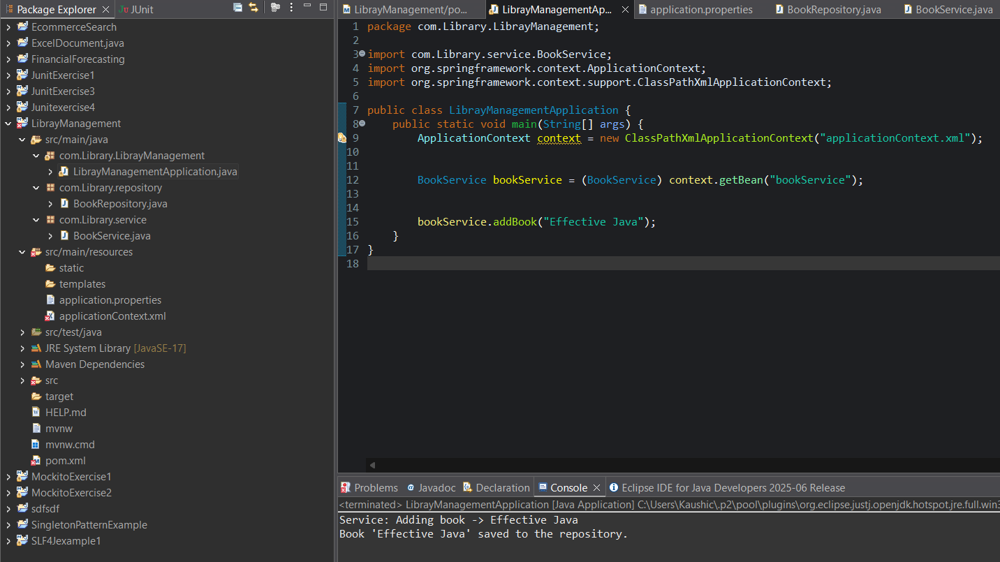 Package Explorer
JUnit
EcommerceSearch
ExcelDocument.java
FinancialForecasting
JunitExercise1
JunitExercise3
Junitexercise4
LibrayManagement
src/main/java
com.Library.LibrayManagement
LibrayManagementApplication.java
com.Library.repository
BookRepository.java
com.Library.service
BookService.java
src/main/resources
static
templates
application.properties
applicationContext.xml
src/test/java
JRE System Library [JavaSE-17]
Maven Dependencies
src
target
HELP.md
mvnw
mvnw.cmd
pom.xml
MockitoExercise1
MockitoExercise2
sdfsdf
SingletonPatternExample
SLF4Jexample1
LibrayManagement/po...
LibrayManagementAp...
application.properties
BookRepository.java
BookService.java
1 package com.Library.LibrayManagement;
2
3 import com.Library.service.BookService;
4 import org.springframework.context.ApplicationContext;
5 import org.springframework.context.support.ClassPathXmlApplicationContext;
6
7 public class LibrayManagementApplication {
8 public static void main(String[] args) {
9 ApplicationContext context = new ClassPathXmlApplicationContext("applicationContext.xml");
10
11
12 BookService bookService = (BookService) context.getBean("bookService");
13
14
15 bookService.addBook("Effective Java");
16 }
17 }
18
Problems
Javadoc
Declaration
Console
Eclipse IDE for Java Developers 2025-06 Release
<terminated> LibrayManagementApplication [Java Application] C:\Users\Kaushic\.p2\pool\plugins\org.eclipse.justj.openjdk.hotspot.jre.full.win3
Service: Adding book -> Effective Java
Book 'Effective Java' saved to the repository.